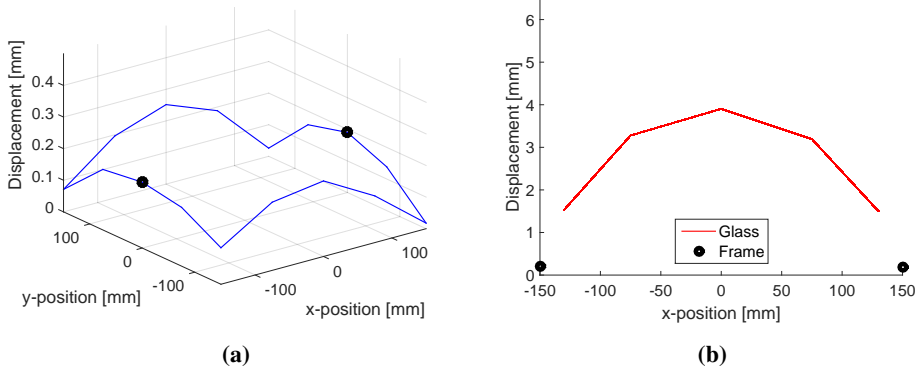 Displacement [mm]
0.4
0.3
0.2
0.1
0
100
0
-100
y-position [mm]
-100
0
100
x-position [mm]
(a)
Displacement [mm]
6
5
4
3
2
1
0
-150
-100
-50
0
50
100
150
x-position [mm]
Glass
Frame
(b)